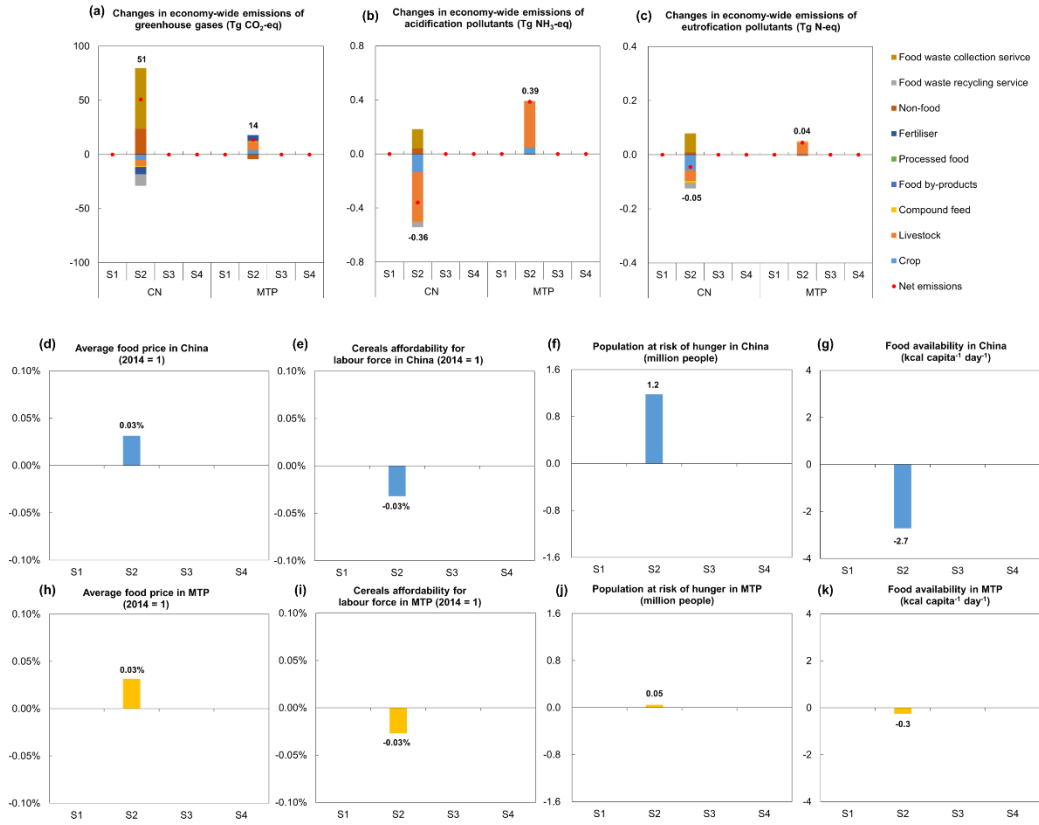 (a) Changes in economy-wide emissions of
greenhouse gases (Tg CO₂-eq)
100
50
0
-50
-100
51
14
S1 S2 S3 S4 S1 S2 S3 S4
CN MTP
(b) Changes in economy-wide emissions of
acidification pollutants (Tg NH₃-eq)
0.8
0.4
0.0
-0.4
-0.8
0.39
-0.36
S1 S2 S3 S4 S1 S2 S3 S4
CN MTP
(c) Changes in economy-wide emissions of
eutrofication pollutants (Tg N-eq)
0.4
0.2
0.0
-0.2
-0.4
0.04
-0.05
S1 S2 S3 S4 S1 S2 S3 S4
CN MTP
Food waste collection serivce
Food waste recycling service
Non-food
Fertiliser
Processed food
Food by-products
Compound feed
Livestock
Crop
Net emissions
(d) Average food price in China
(2014 = 1)
0.10%
0.05%
0.00%
-0.05%
-0.10%
0.03%
S1 S2 S3 S4
(e) Cereals affordability for
labour force in China (2014 = 1)
0.10%
0.05%
0.00%
-0.05%
-0.10%
-0.03%
S1 S2 S3 S4
(f) Population at risk of hunger in China
(million people)
1.6
0.8
0.0
-0.8
-1.6
1.2
S1 S2 S3 S4
(g) Food availability in China
(kcal capita⁻¹ day⁻¹)
4
2
0
-2
-4
-2.7
S1 S2 S3 S4
(h) Average food price in MTP
(2014 = 1)
0.10%
0.05%
0.00%
-0.05%
-0.10%
0.03%
S1 S2 S3 S4
(i) Cereals affordability for
labour force in MTP (2014 = 1)
0.10%
0.05%
0.00%
-0.05%
-0.10%
-0.03%
S1 S2 S3 S4
(j) Population at risk of hunger in MTP
(million people)
1.6
0.8
0.0
-0.8
-1.6
0.05
S1 S2 S3 S4
(k) Food availability in MTP
(kcal capita⁻¹ day⁻¹)
4
2
0
-2
-4
-0.3
S1 S2 S3 S4